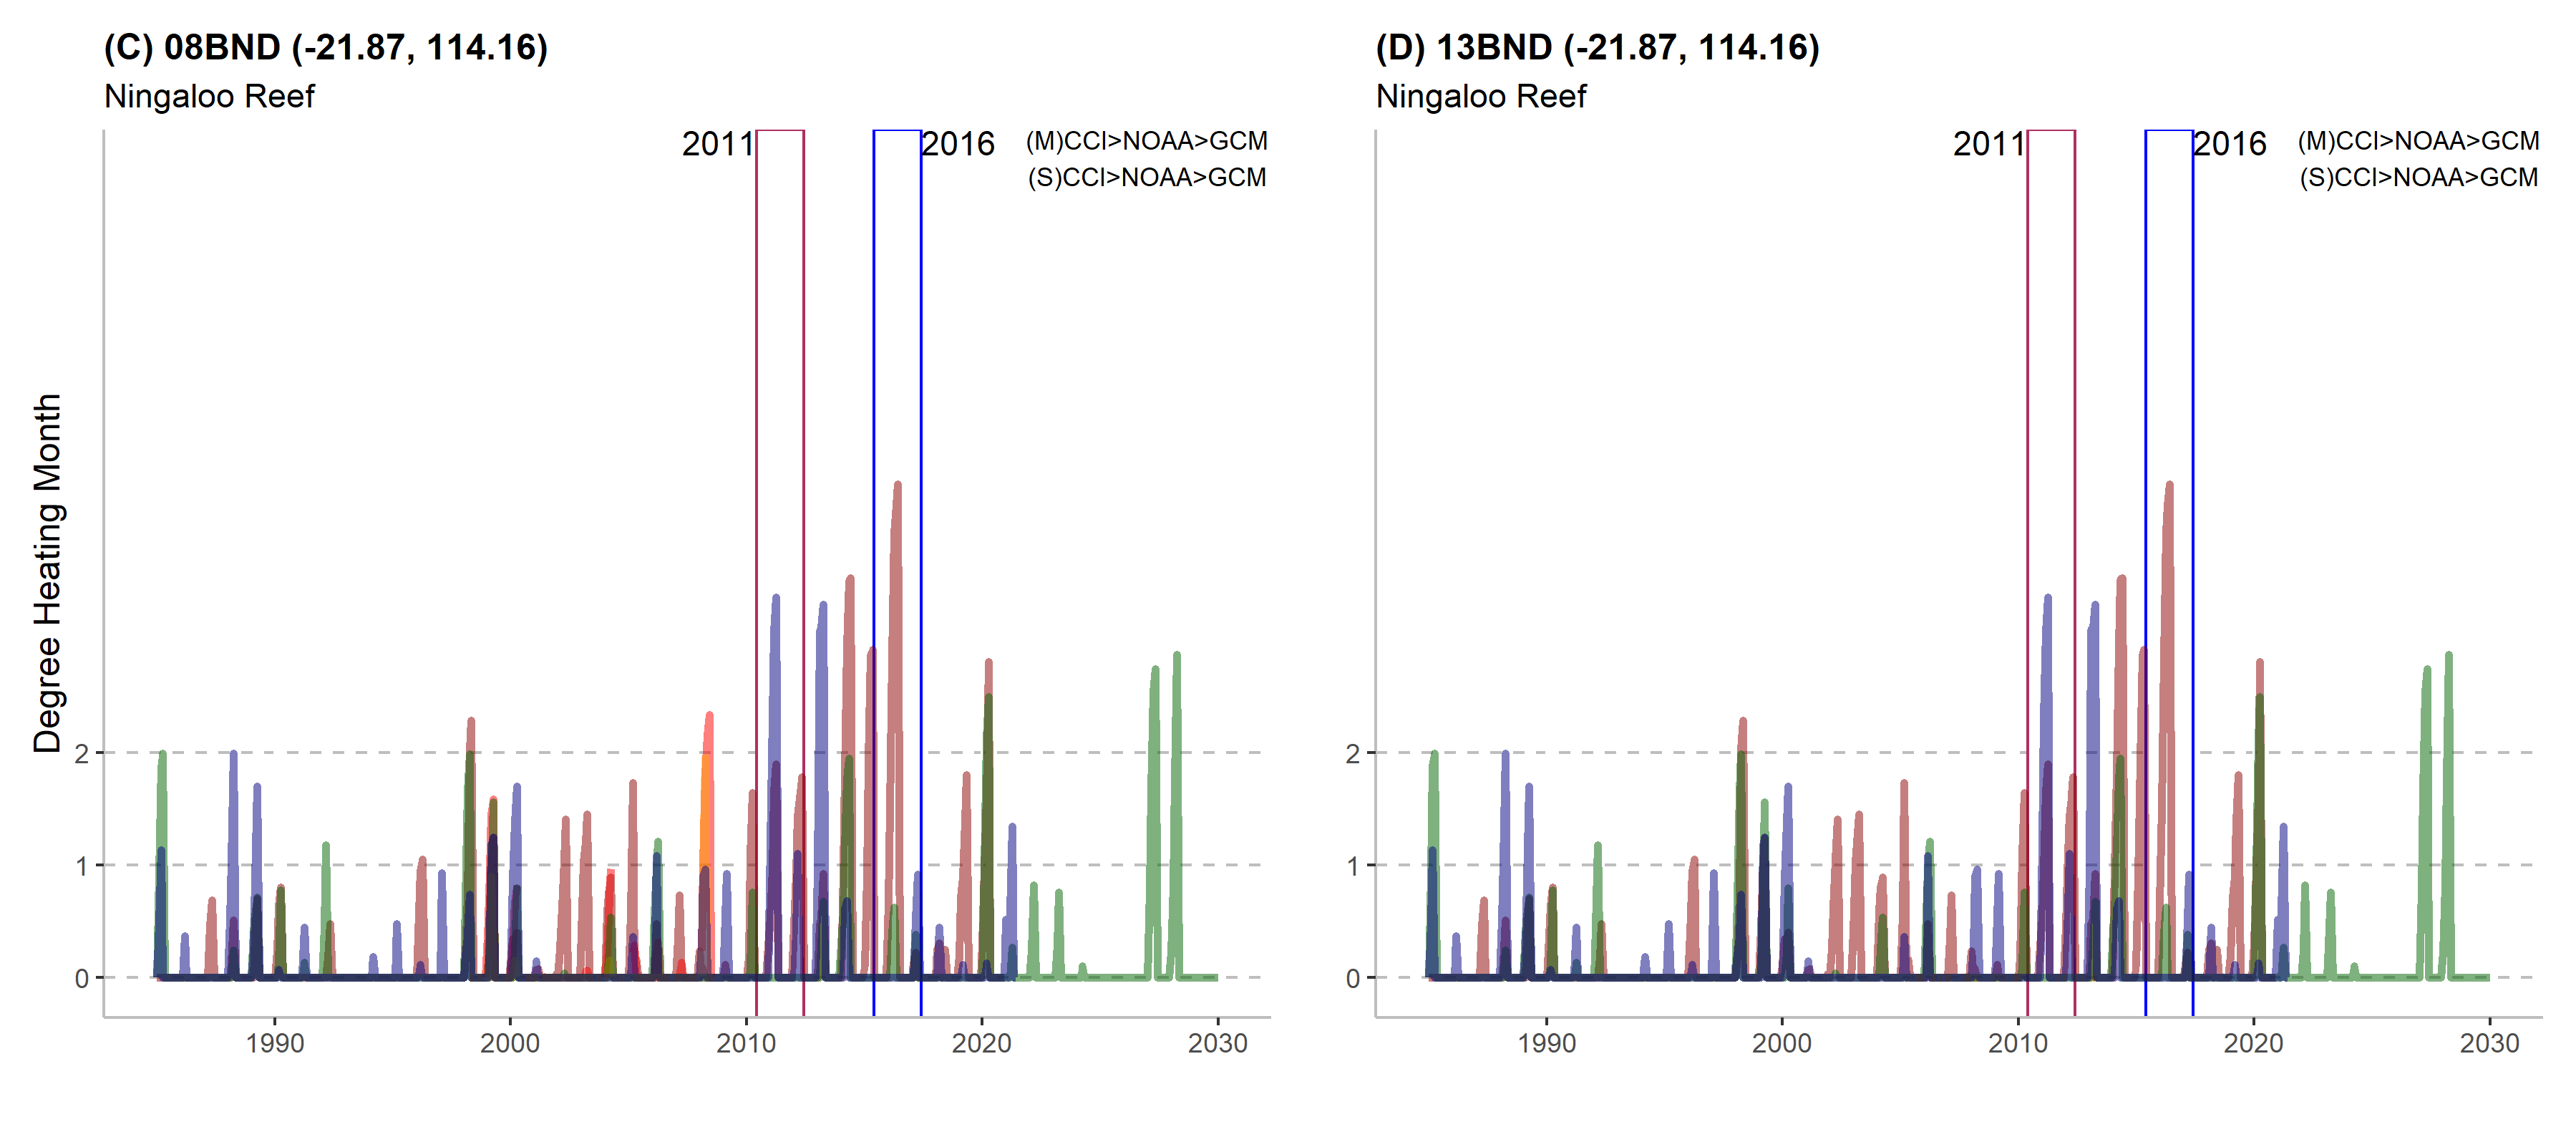 (C) 08BND (-21.87, 114.16)
Ningaloo Reef
2011
2016
(M)CCI>NOAA>GCM
(S)CCI>NOAA>GCM
Degree Heating Month
2
1
0
1990
2000
2010
2020
2030
(D) 13BND (-21.87, 114.16)
Ningaloo Reef
2011
2016
(M)CCI>NOAA>GCM
(S)CCI>NOAA>GCM
2
1
0
1990
2000
2010
2020
2030